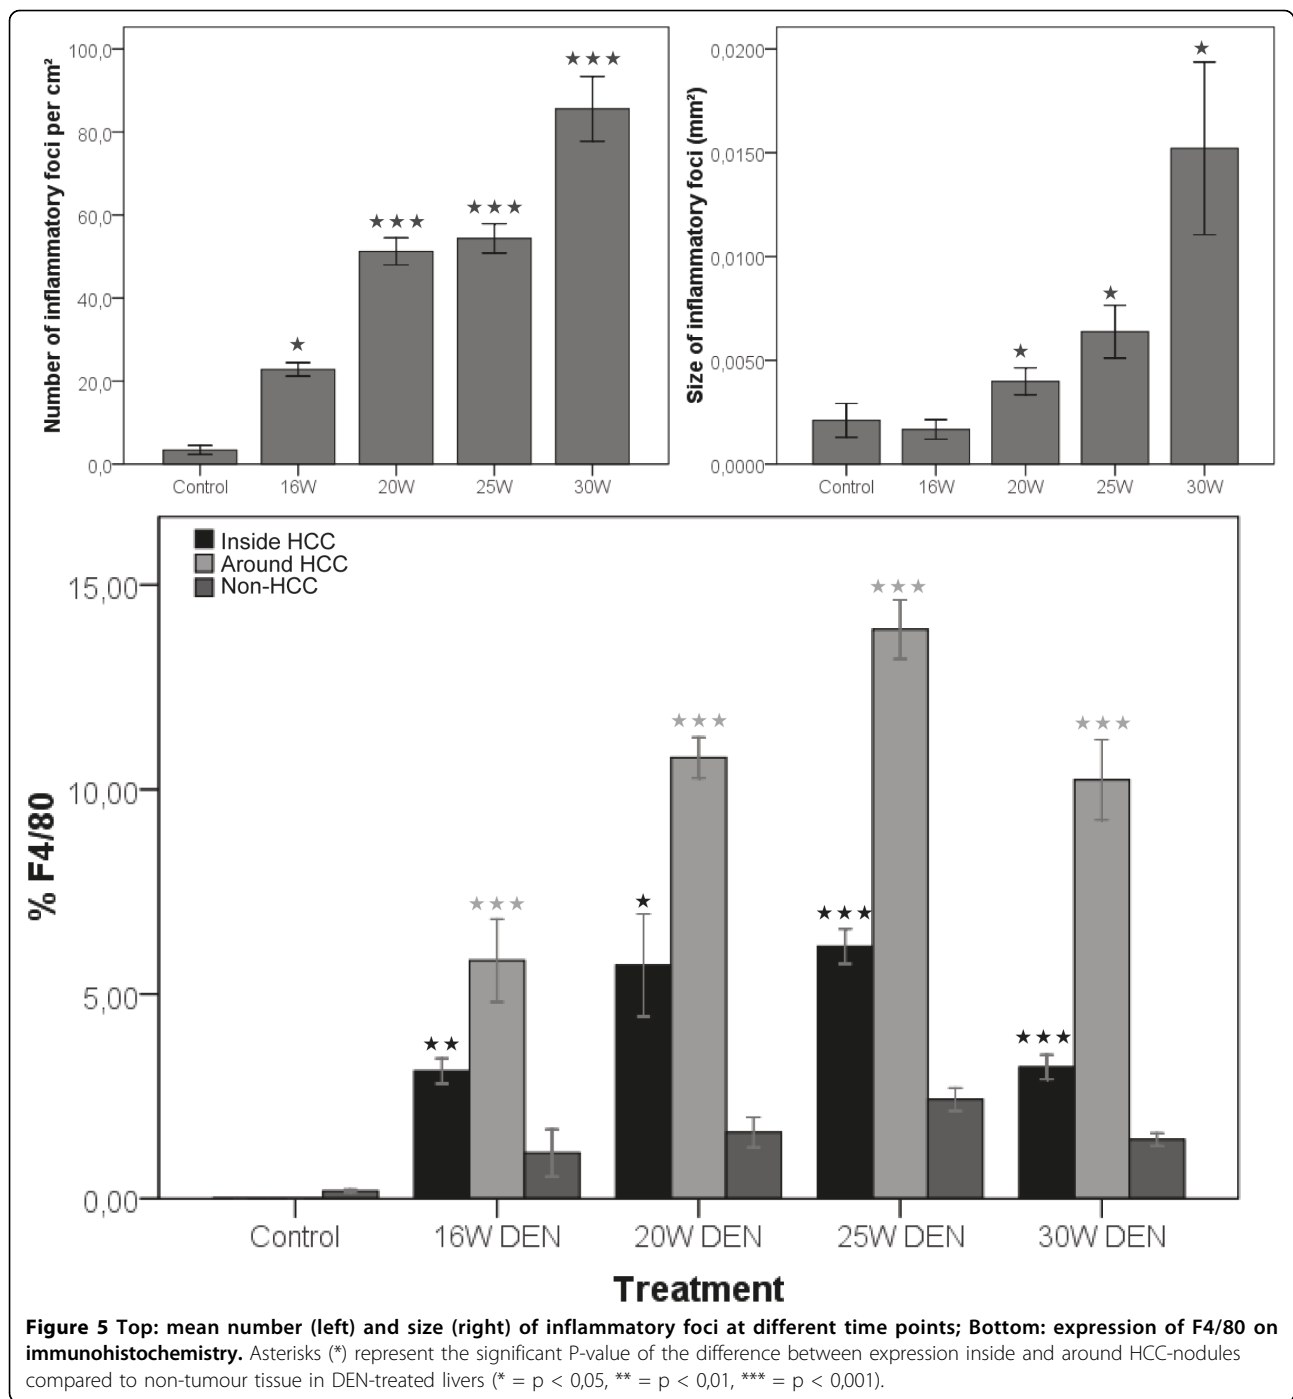 Number of inflammatory foci per cm²
100,0
80,0
60,0
40,0
20,0
0,0
★
★★★
★★★
★★★
Control 16W 20W 25W 30W
Size of inflammatory foci (mm²)
0,0200
0,0150
0,0100
0,0050
0,0000
★
★
★
Control 16W 20W 25W 30W
Inside HCC
Around HCC
Non-HCC
% F4/80
15,00
10,00
5,00
0,00
★★
★★★
★
★★★
★★★
★★★
★★★
★★★
Control 16W DEN 20W DEN 25W DEN 30W DEN
Treatment
Figure 5 Top: mean number (left) and size (right) of inflammatory foci at different time points; Bottom: expression of F4/80 on
immunohistochemistry. Asterisks (*) represent the significant P-value of the difference between expression inside and around HCC-nodules
compared to non-tumour tissue in DEN-treated livers (* = p < 0,05, ** = p < 0,01, *** = p < 0,001).